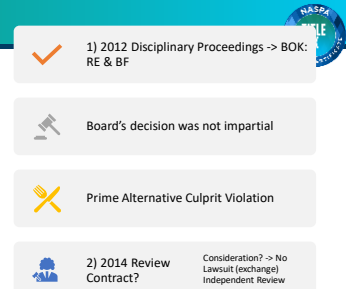 NASPA
1) 2012 Disciplinary Proceedings -> BOK:
RE & BF
Board's decision was not impartial
Prime Alternative Culprit Violation
2) 2014 Review
Contract?
Consideration? -> No
Lawsuit (exchange)
Independent Review